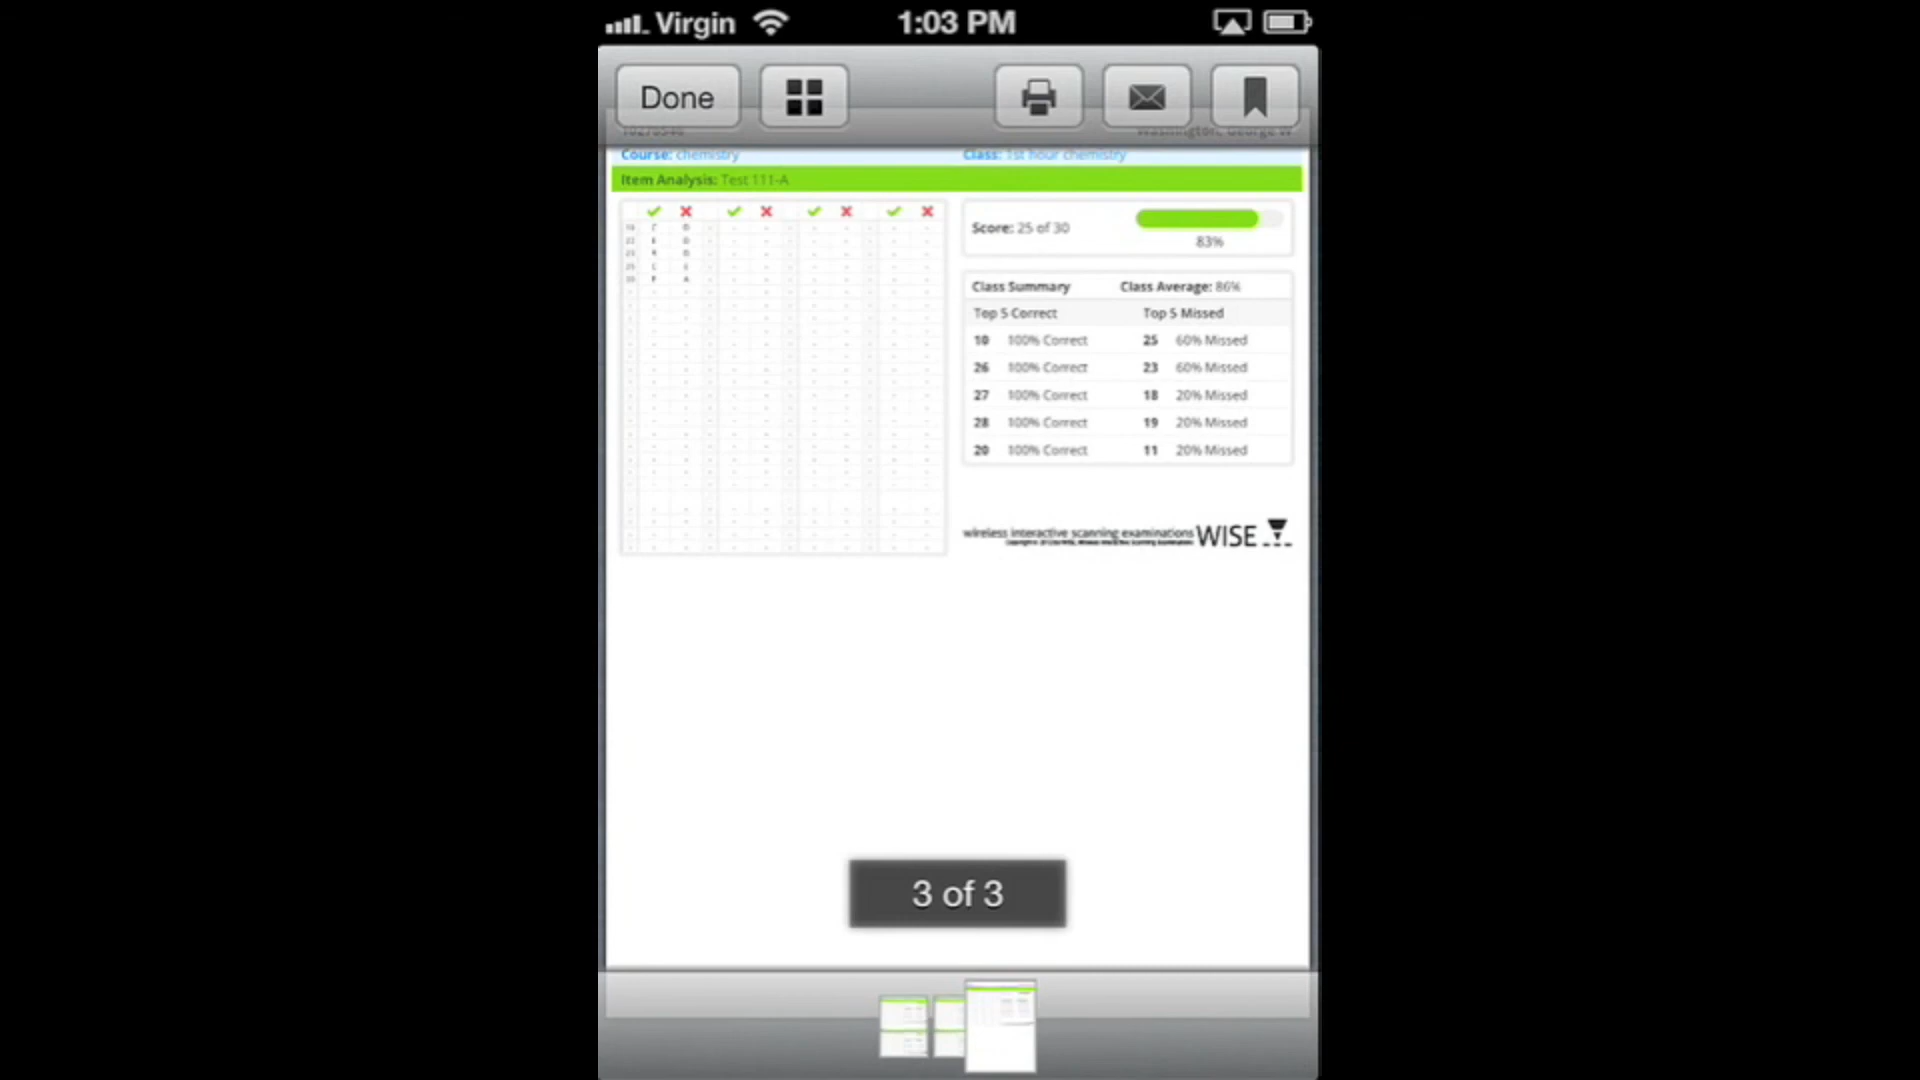 Virgin 1:03 PM
Done
10276546 Washington, George W
Course: chemistry Class: 1st hour chemistry
Item Analysis: Test 111-A
Score: 25 of 30
83%
Class Summary Class Average: 86%
Top 5 Correct Top 5 Missed
10 100% Correct 25 60% Missed
26 100% Correct 23 60% Missed
27 100% Correct 18 20% Missed
28 100% Correct 19 20% Missed
20 100% Correct 11 20% Missed
wireless interactive scanning examinations WISE
3 of 3